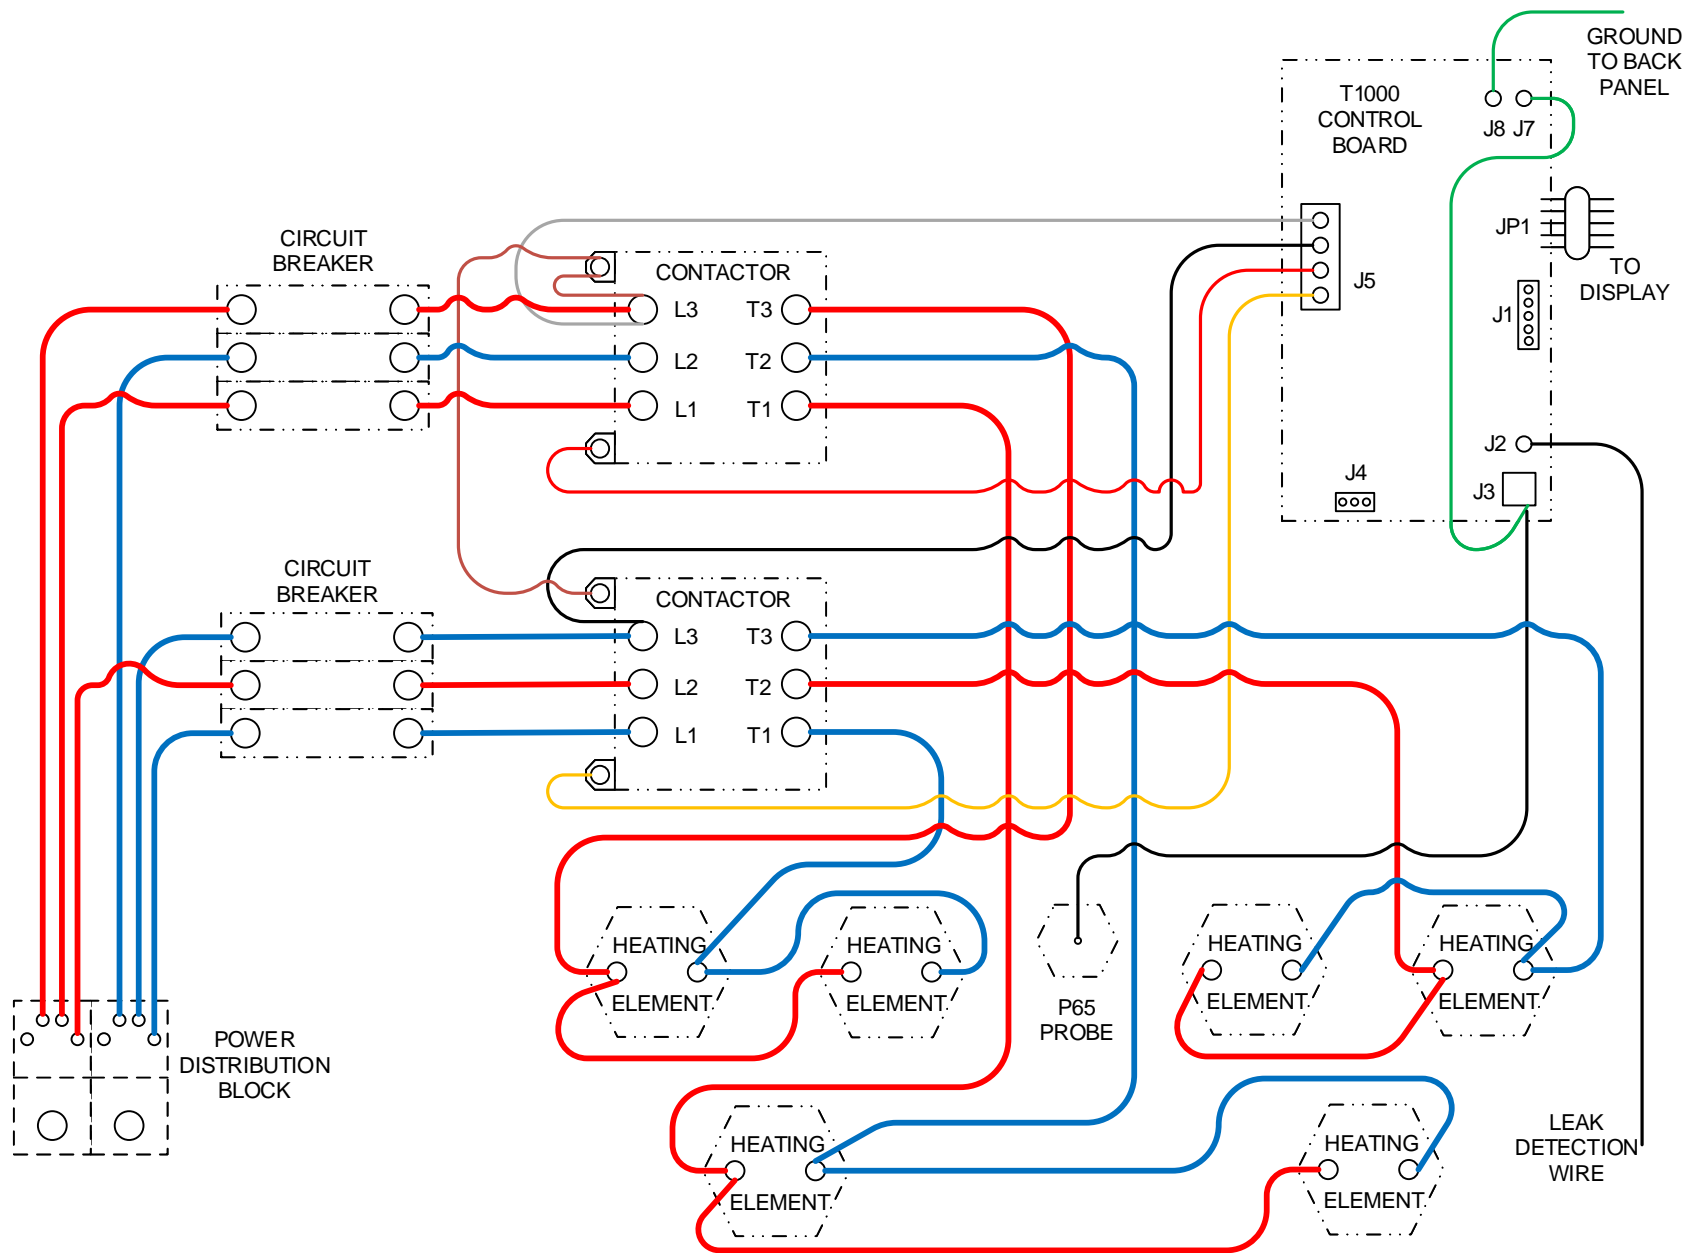 GROUND
TO BACK
PANEL
T1000
CONTROL
BOARD
J8 J7
JP1
TO
DISPLAY
J5
J1
J2
J4
J3
CIRCUIT
BREAKER
CONTACTOR
L3 T3
L2 T2
L1 T1
CIRCUIT
BREAKER
CONTACTOR
L3 T3
L2 T2
L1 T1
HEATING
ELEMENT
HEATING
ELEMENT
P65
PROBE
HEATING
ELEMENT
HEATING
ELEMENT
POWER
DISTRIBUTION
BLOCK
HEATING
ELEMENT
HEATING
ELEMENT
LEAK
DETECTION
WIRE